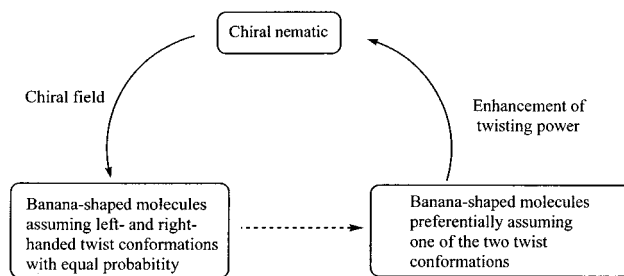 Chiral nematic
Chiral field
Enhancement of
twisting power
Banana-shaped molecules
assuming left- and right-
handed twist conformations
with equal probabitity
Banana-shaped molecules
preferentially assuming
one of the two twist
conformations